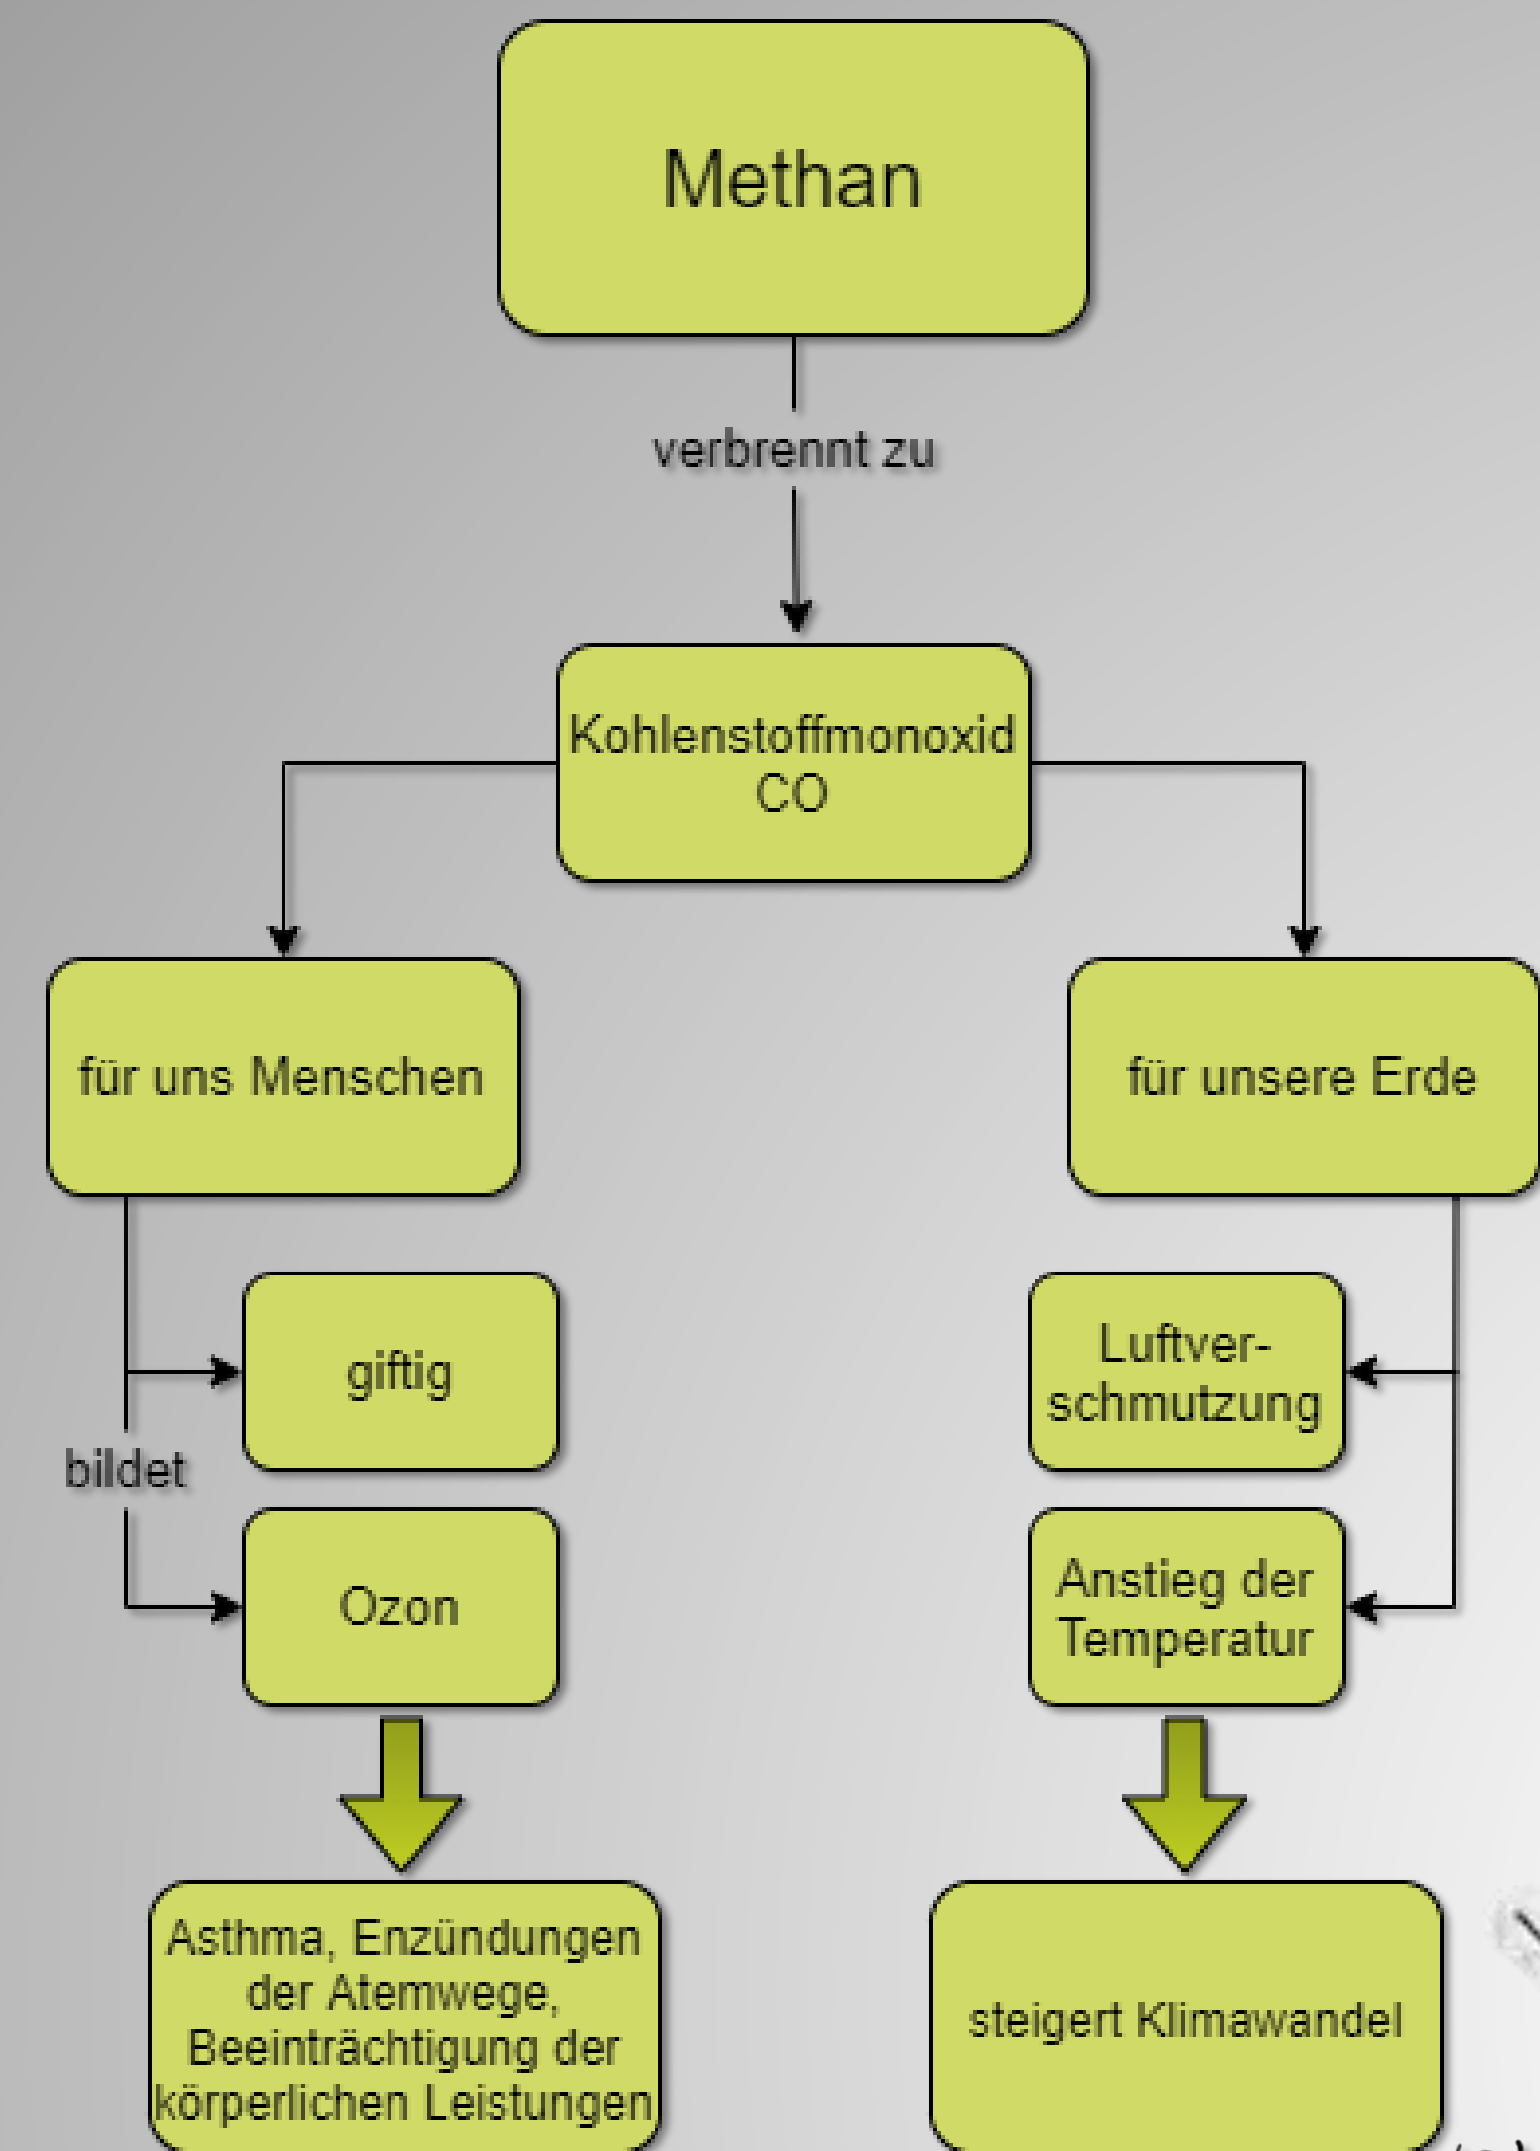 Methan
verbrennt zu
Kohlenstoffmonoxid
CO
für uns Menschen
für unsere Erde
giftig
Luftver-
schmutzung
bildet
Ozon
Anstieg der
Temperatur
Asthma, Enzündungen
der Atemwege,
Beeinträchtigung der
körperlichen Leistungen
steigert Klimawandel